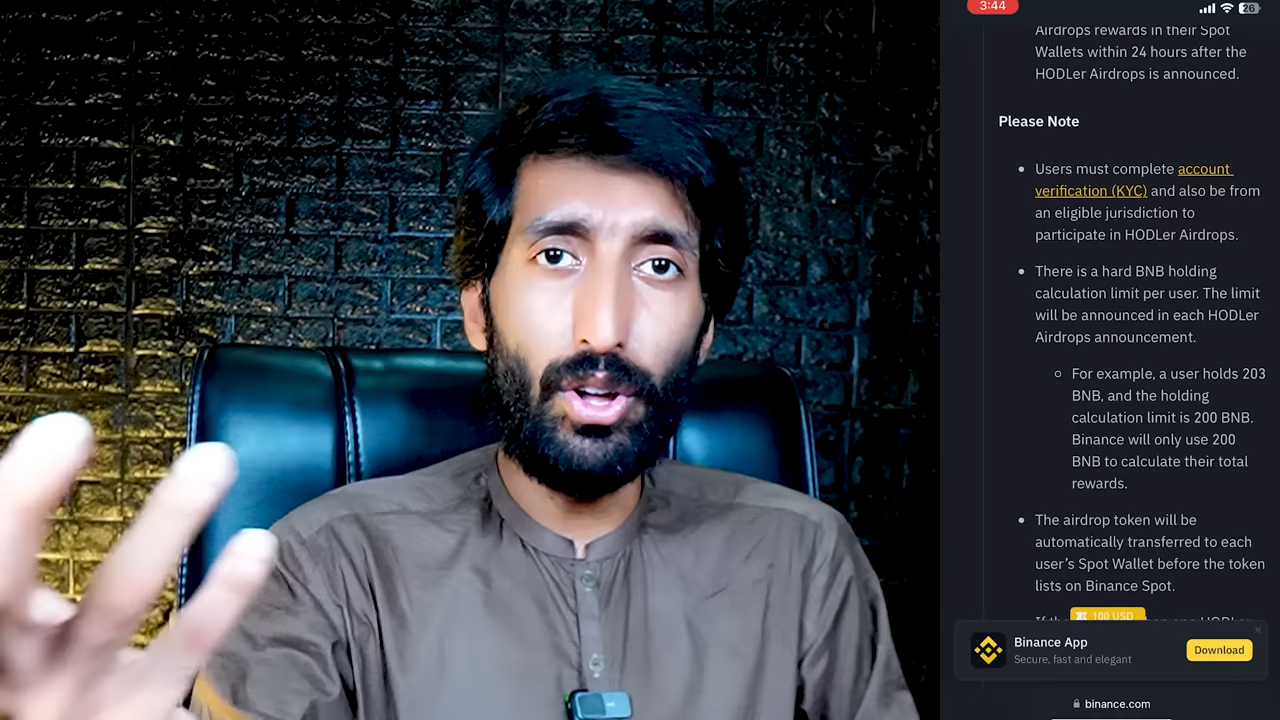 3:44
26
Airdrops rewards in their Spot
Wallets within 24 hours after the
HODLer Airdrops is announced.
Please Note
Users must complete account
verification (KYC) and also be from
an eligible jurisdiction to
participate in HODLer Airdrops.
There is a hard BNB holding
calculation limit per user. The limit
will be announced in each HODLer
Airdrops announcement.
For example, a user holds 203
BNB, and the holding
calculation limit is 200 BNB.
Binance will only use 200
BNB to calculate their total
rewards.
The airdrop token will be
automatically transferred to each
user's Spot Wallet before the token
lists on Binance Spot.
100 USD
Binance App
Secure, fast and elegant
Download
binance.com